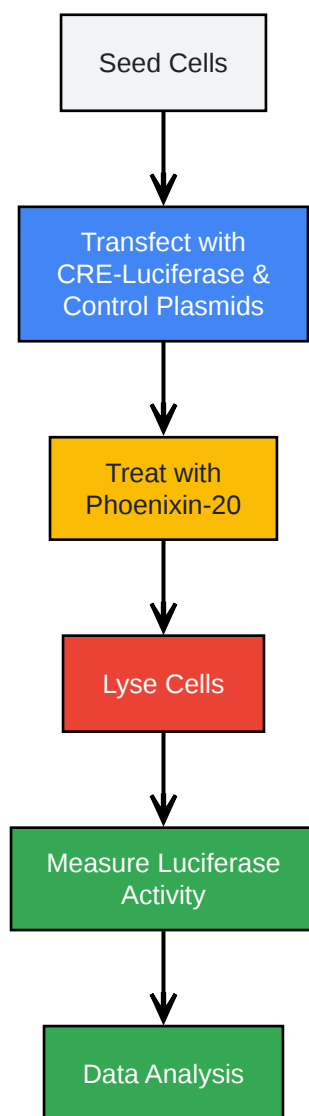 Seed Cells
Transfect with
CRE-Luciferase &
Control Plasmids
Treat with
Phoenixin-20
Lyse Cells
Measure Luciferase
Activity
Data Analysis